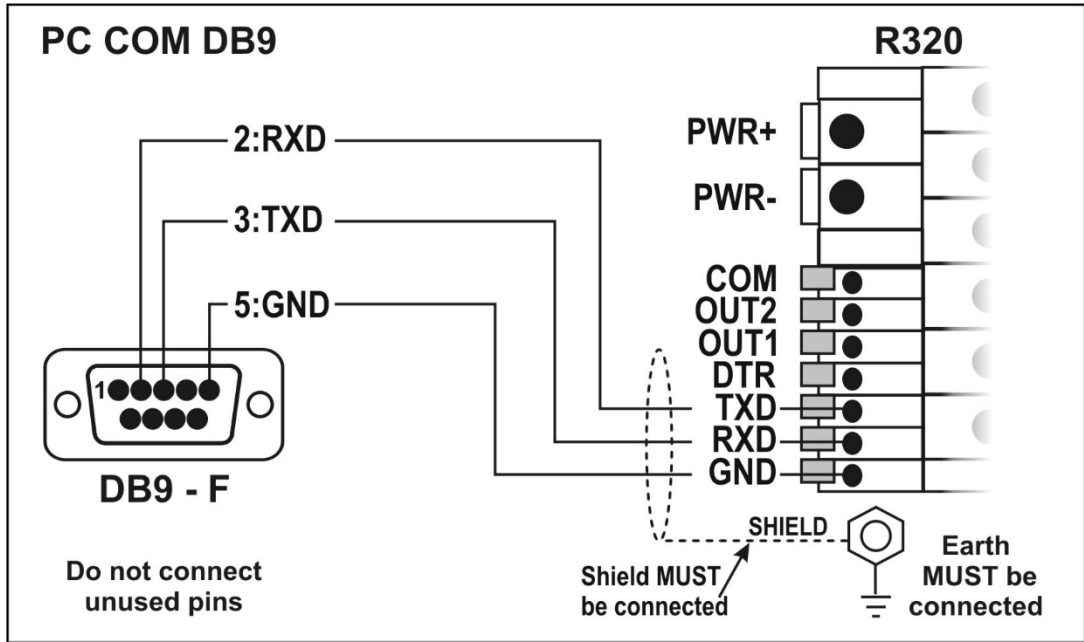 PC COM DB9
R320
2:RXD
3:TXD
5:GND
1
DB9 - F
Do not connect
unused pins
PWR+
PWR-
COM
OUT2
OUT1
DTR
TXD
RXD
GND
SHIELD
Shield MUST
be connected
Earth
MUST be
connected